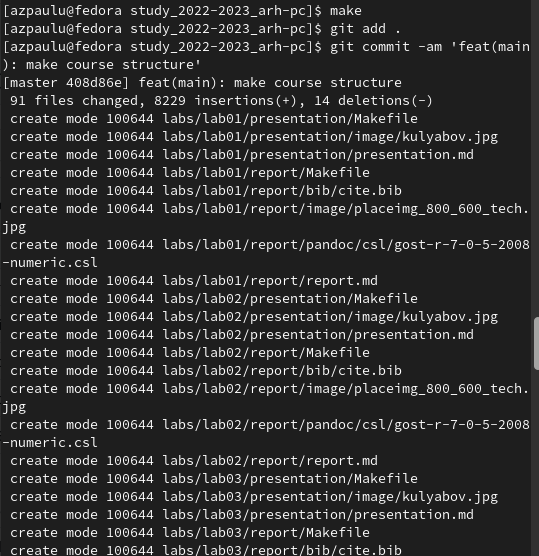 [azpaulu@fedora study_2022-2023_arh-pc]$ make
[azpaulu@fedora study_2022-2023_arh-pc]$ git add .
[azpaulu@fedora study_2022-2023_arh-pc]$ git commit -am 'feat(main
): make course structure'
[master 408d86e] feat(main): make course structure
 91 files changed, 8229 insertions(+), 14 deletions(-)
 create mode 100644 labs/lab01/presentation/Makefile
 create mode 100644 labs/lab01/presentation/image/kulyabov.jpg
 create mode 100644 labs/lab01/presentation/presentation.md
 create mode 100644 labs/lab01/report/Makefile
 create mode 100644 labs/lab01/report/bib/cite.bib
 create mode 100644 labs/lab01/report/image/placeimg_800_600_tech.
jpg
 create mode 100644 labs/lab01/report/pandoc/csl/gost-r-7-0-5-2008
-numeric.csl
 create mode 100644 labs/lab01/report/report.md
 create mode 100644 labs/lab02/presentation/Makefile
 create mode 100644 labs/lab02/presentation/image/kulyabov.jpg
 create mode 100644 labs/lab02/presentation/presentation.md
 create mode 100644 labs/lab02/report/Makefile
 create mode 100644 labs/lab02/report/bib/cite.bib
 create mode 100644 labs/lab02/report/image/placeimg_800_600_tech.
jpg
 create mode 100644 labs/lab02/report/pandoc/csl/gost-r-7-0-5-2008
-numeric.csl
 create mode 100644 labs/lab02/report/report.md
 create mode 100644 labs/lab03/presentation/Makefile
 create mode 100644 labs/lab03/presentation/image/kulyabov.jpg
 create mode 100644 labs/lab03/presentation/presentation.md
 create mode 100644 labs/lab03/report/Makefile
 create mode 100644 labs/lab03/report/bib/cite.bib